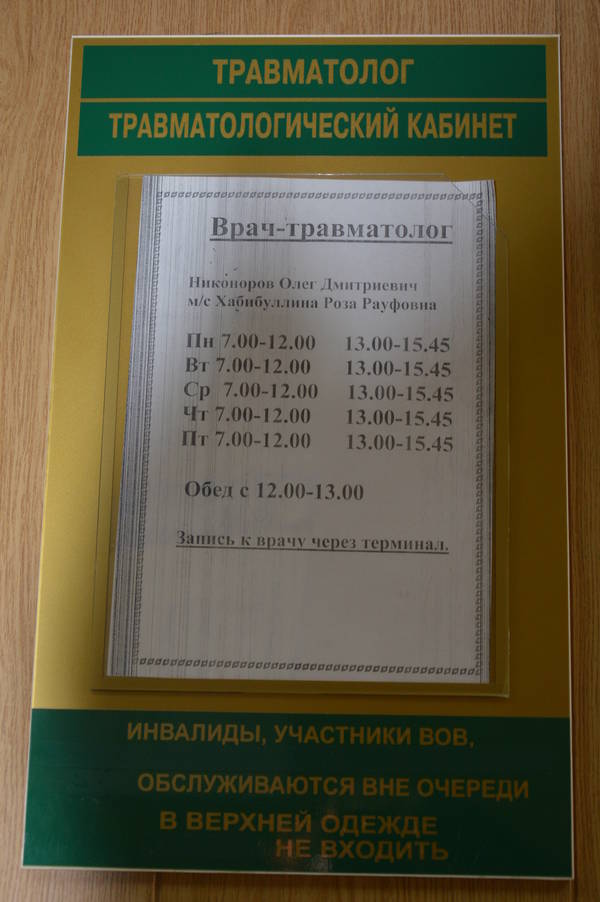 ТРАВМАТОЛОГ
ТРАВМАТОЛОГИЧЕСКИЙ КАБИНЕТ
Врач-травматолог
Никоноров Олег Дмитриевич
м/с Хабибуллина Роза Рауфовна
Пн 7.00-12.00 13.00-15.45
Вт 7.00-12.00 13.00-15.45
Ср 7.00-12.00 13.00-15.45
Чт 7.00-12.00 13.00-15.45
Пт 7.00-12.00 13.00-15.45
Обед с 12.00-13.00
Запись к врачу через терминал.
ИНВАЛИДЫ, УЧАСТНИКИ ВОВ,
ОБСЛУЖИВАЮТСЯ ВНЕ ОЧЕРЕДИ
В ВЕРХНЕЙ ОДЕЖДЕ
НЕ ВХОДИТЬ